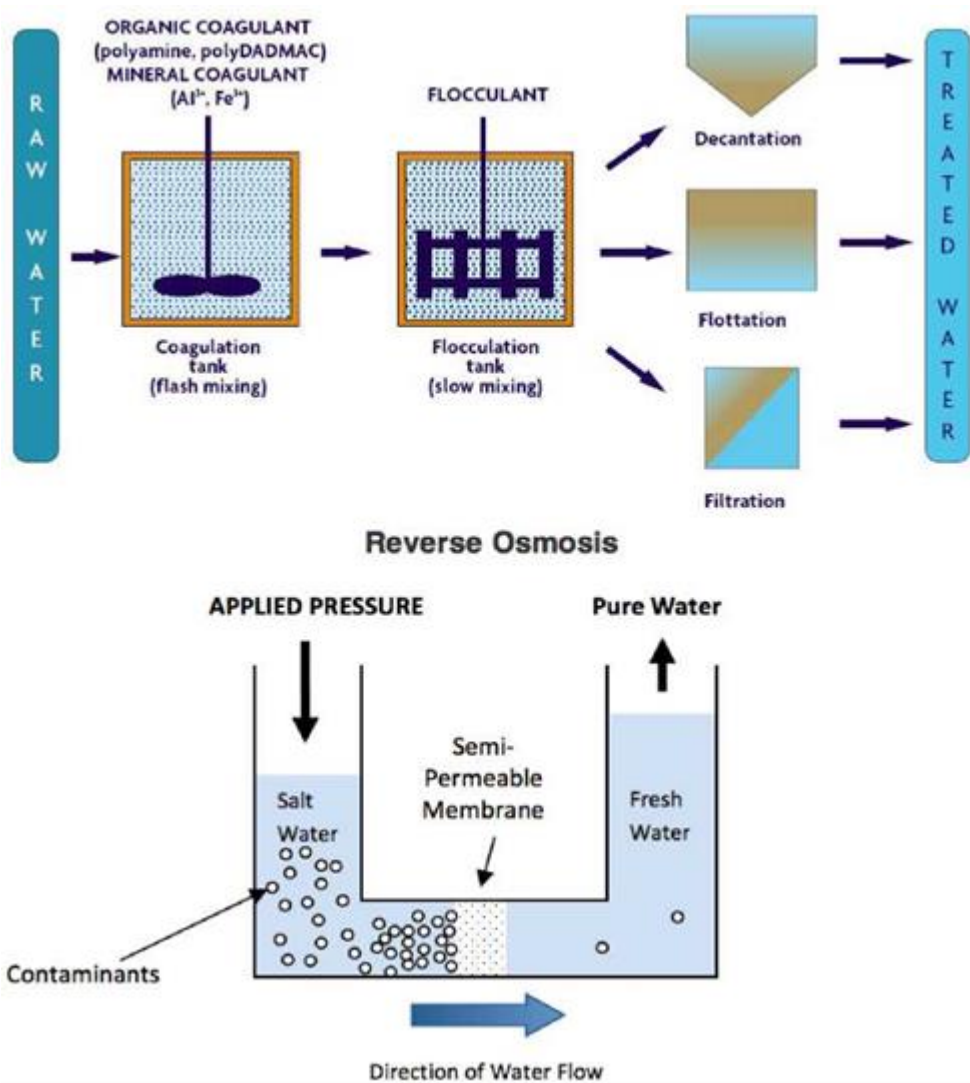 RAW WATER
ORGANIC COAGULANT
(polyamine, polyDADMAC)
MINERAL COAGULANT
(Al³⁺, Fe³⁺)
Coagulation
tank
(flash mixing)
FLOCCULANT
Flocculation
tank
(slow mixing)
Decantation
Flottation
Filtration
TREATED WATER
Reverse Osmosis
APPLIED PRESSURE
Pure Water
Semi-
Permeable
Membrane
Salt
Water
Fresh
Water
Contaminants
Direction of Water Flow